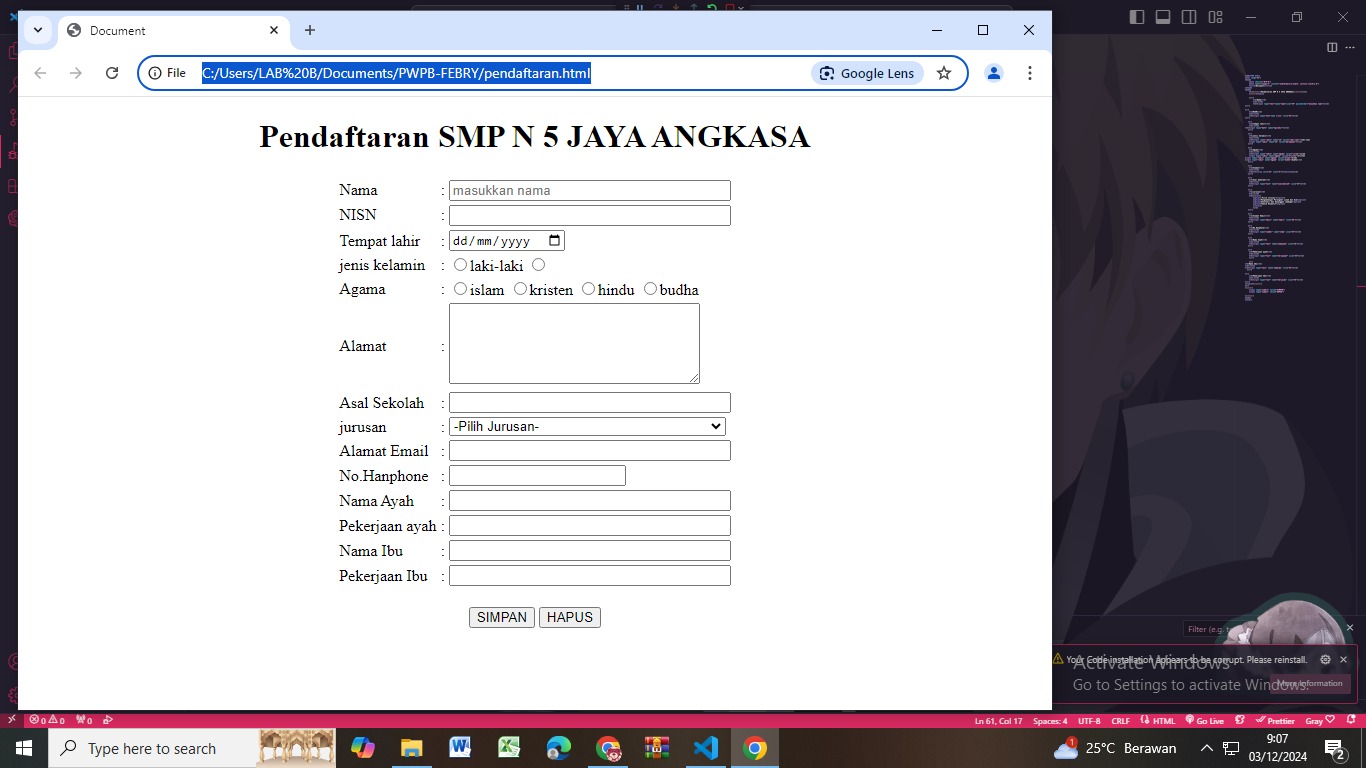 Document
File
C:/Users/LAB%20B/Documents/PWPB-FEBRY/pendaftaran.html
Google Lens
Pendaftaran SMP N 5 JAYA ANGKASA
Nama : masukkan nama
NISN :
Tempat lahir : dd/mm/yyyy
jenis kelamin : laki-laki
Agama : islam kristen hindu budha
Alamat :
Asal Sekolah :
jurusan : -Pilih Jurusan-
Alamat Email :
No.Hanphone :
Nama Ayah :
Pekerjaan ayah :
Nama Ibu :
Pekerjaan Ibu :
SIMPAN HAPUS
Filter (e.g.
Your Code installation appears to be corrupt. Please reinstall.
More Information
Activate Windows
Go to Settings to activate Windows.
0 0 0 Ln 61, Col 17 Spaces: 4 UTF-8 CRLF HTML Go Live Prettier Gray
Type here to search
1 25°C Berawan
9:07
03/12/2024
2